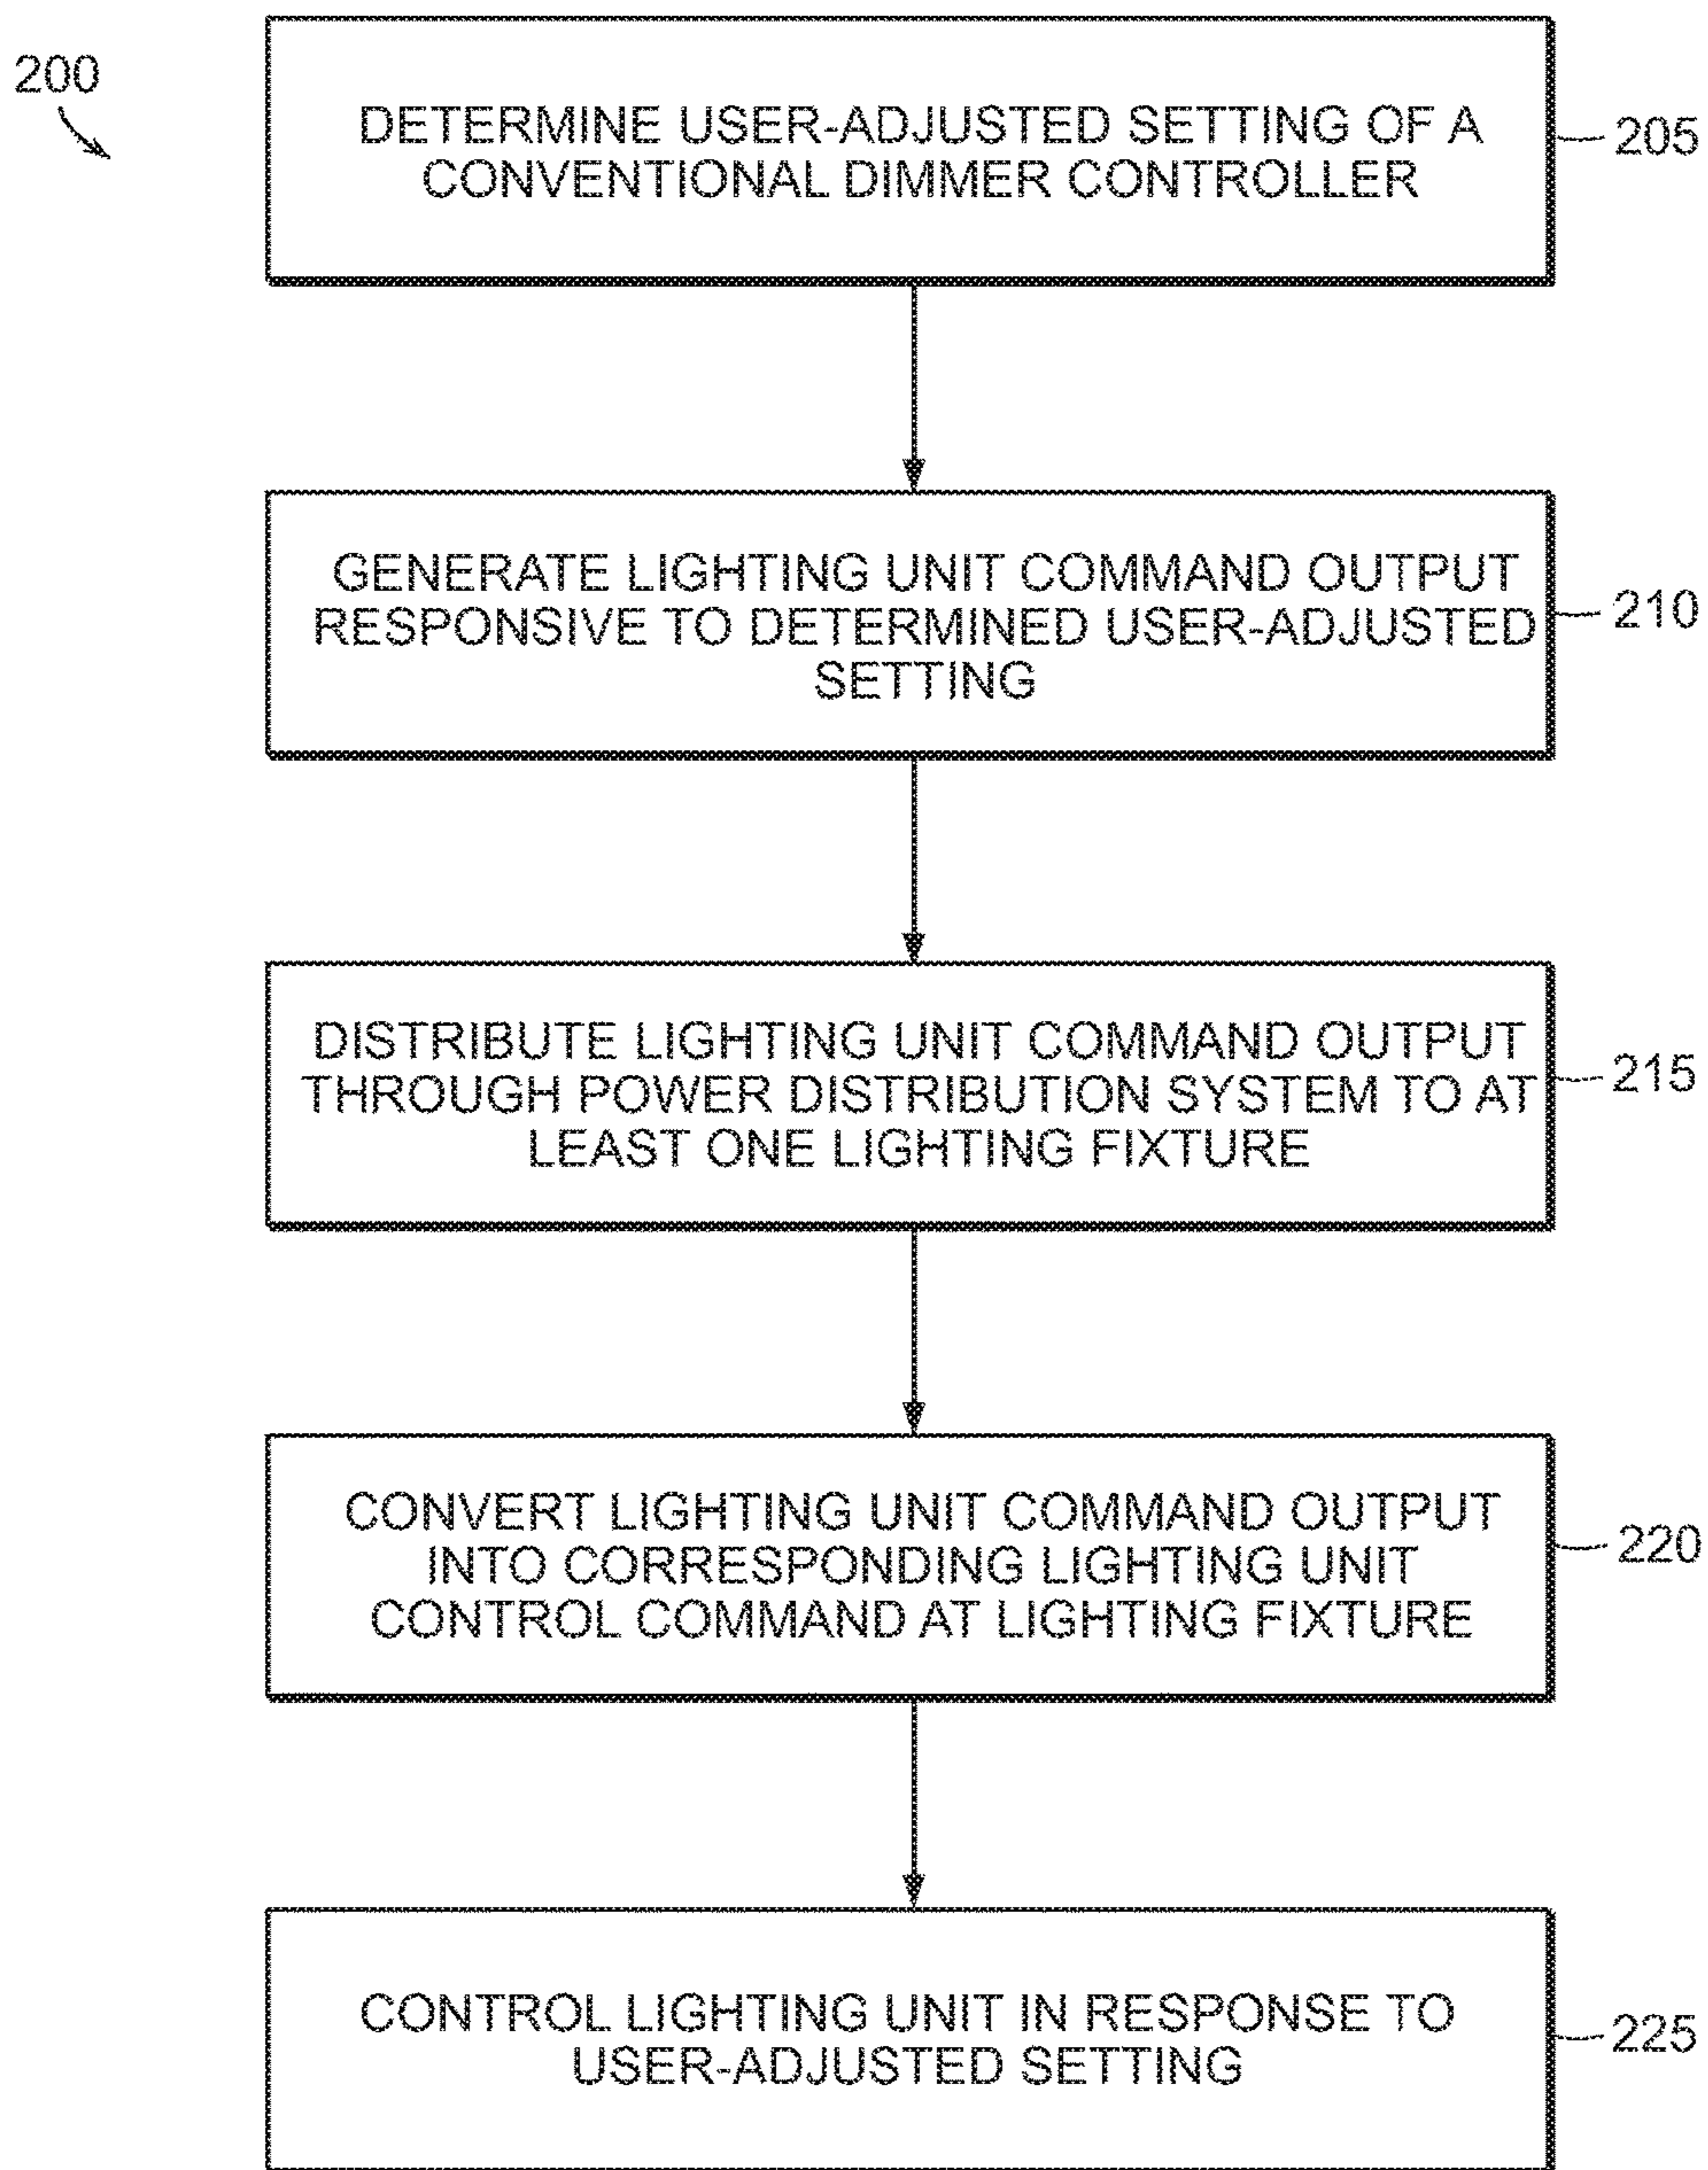 200
DETERMINE USER-ADJUSTED SETTING OF A
CONVENTIONAL DIMMER CONTROLLER
205
GENERATE LIGHTING UNIT COMMAND OUTPUT
RESPONSIVE TO DETERMINED USER-ADJUSTED
SETTING
210
DISTRIBUTE LIGHTING UNIT COMMAND OUTPUT
THROUGH POWER DISTRIBUTION SYSTEM TO AT
LEAST ONE LIGHTING FIXTURE
215
CONVERT LIGHTING UNIT COMMAND OUTPUT
INTO CORRESPONDING LIGHTING UNIT
CONTROL COMMAND AT LIGHTING FIXTURE
220
CONTROL LIGHTING UNIT IN RESPONSE TO
USER-ADJUSTED SETTING
225